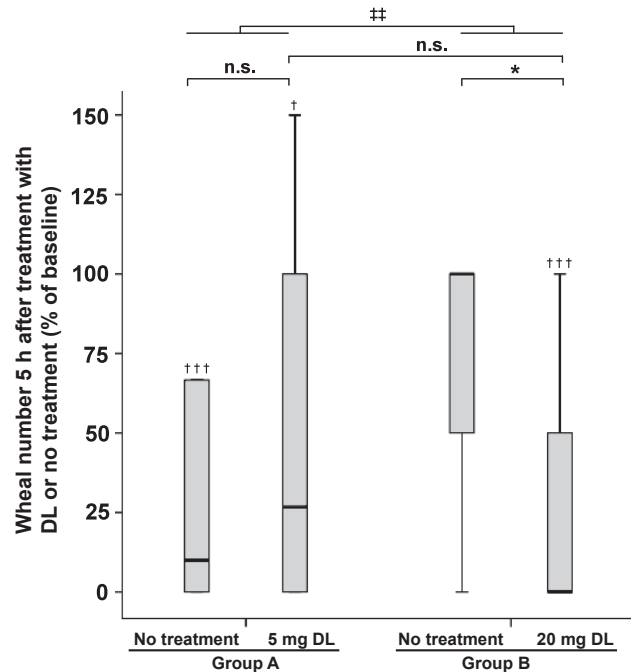 ‡‡
n.s.
n.s.
*
†
†††
†††
150
125
100
75
50
25
0
Wheal number 5 h after treatment with
DL or no treatment (% of baseline)
No treatment 5 mg DL No treatment 20 mg DL
Group A Group B